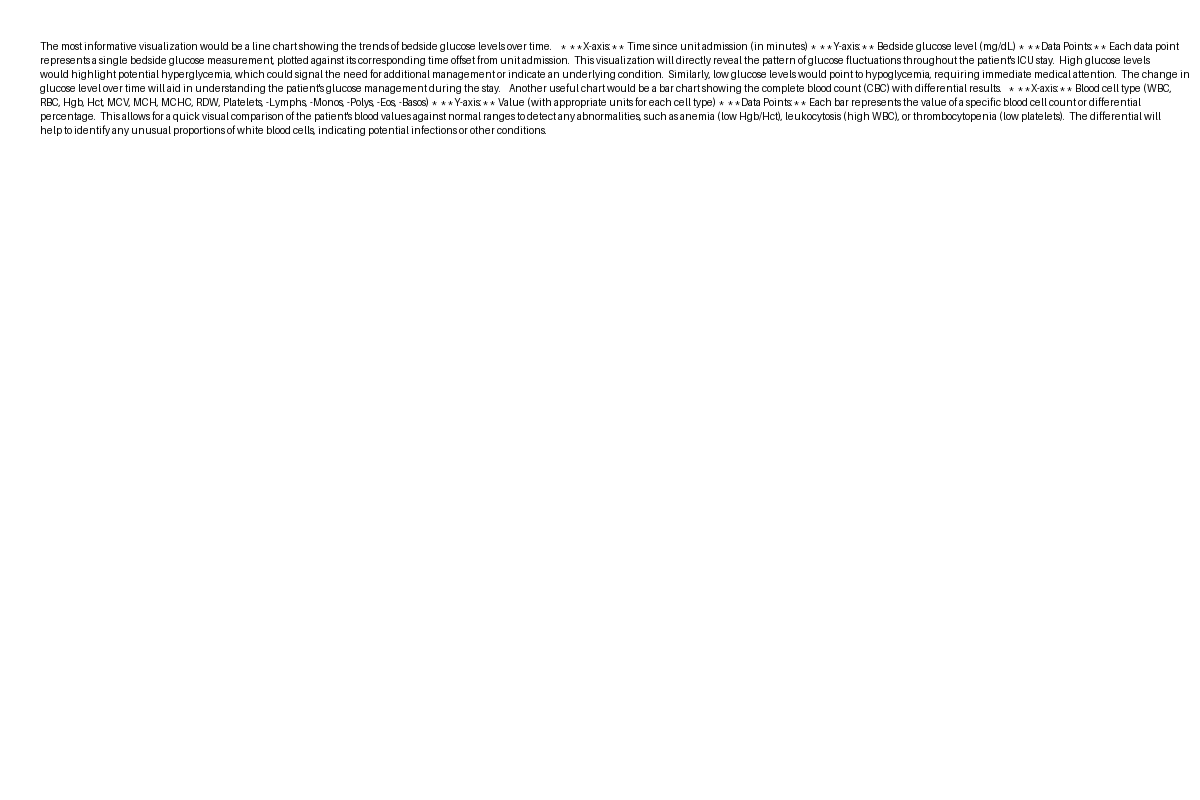 The most informative visualization would be a line chart showing the trends of bedside glucose levels over time.    * **X-axis:** Time since unit admission (in minutes) * **Y-axis:** Bedside glucose level (mg/dL) * **Data Points:** Each data point
represents a single bedside glucose measurement, plotted against its corresponding time offset from unit admission.  This visualization will directly reveal the pattern of glucose fluctuations throughout the patient's ICU stay.  High glucose levels
would highlight potential hyperglycemia, which could signal the need for additional management or indicate an underlying condition.  Similarly, low glucose levels would point to hypoglycemia, requiring immediate medical attention.  The change in
glucose level over time will aid in understanding the patient's glucose management during the stay.    Another useful chart would be a bar chart showing the complete blood count (CBC) with differential results.   * **X-axis:** Blood cell type (WBC,
RBC, Hgb, Hct, MCV, MCH, MCHC, RDW, Platelets, -Lymphs, -Monos, -Polys, -Eos, -Basos) * **Y-axis:** Value (with appropriate units for each cell type) * **Data Points:** Each bar represents the value of a specific blood cell count or differential
percentage.  This allows for a quick visual comparison of the patient's blood values against normal ranges to detect any abnormalities, such as anemia (low Hgb/Hct), leukocytosis (high WBC), or thrombocytopenia (low platelets).  The differential will
help to identify any unusual proportions of white blood cells, indicating potential infections or other conditions.